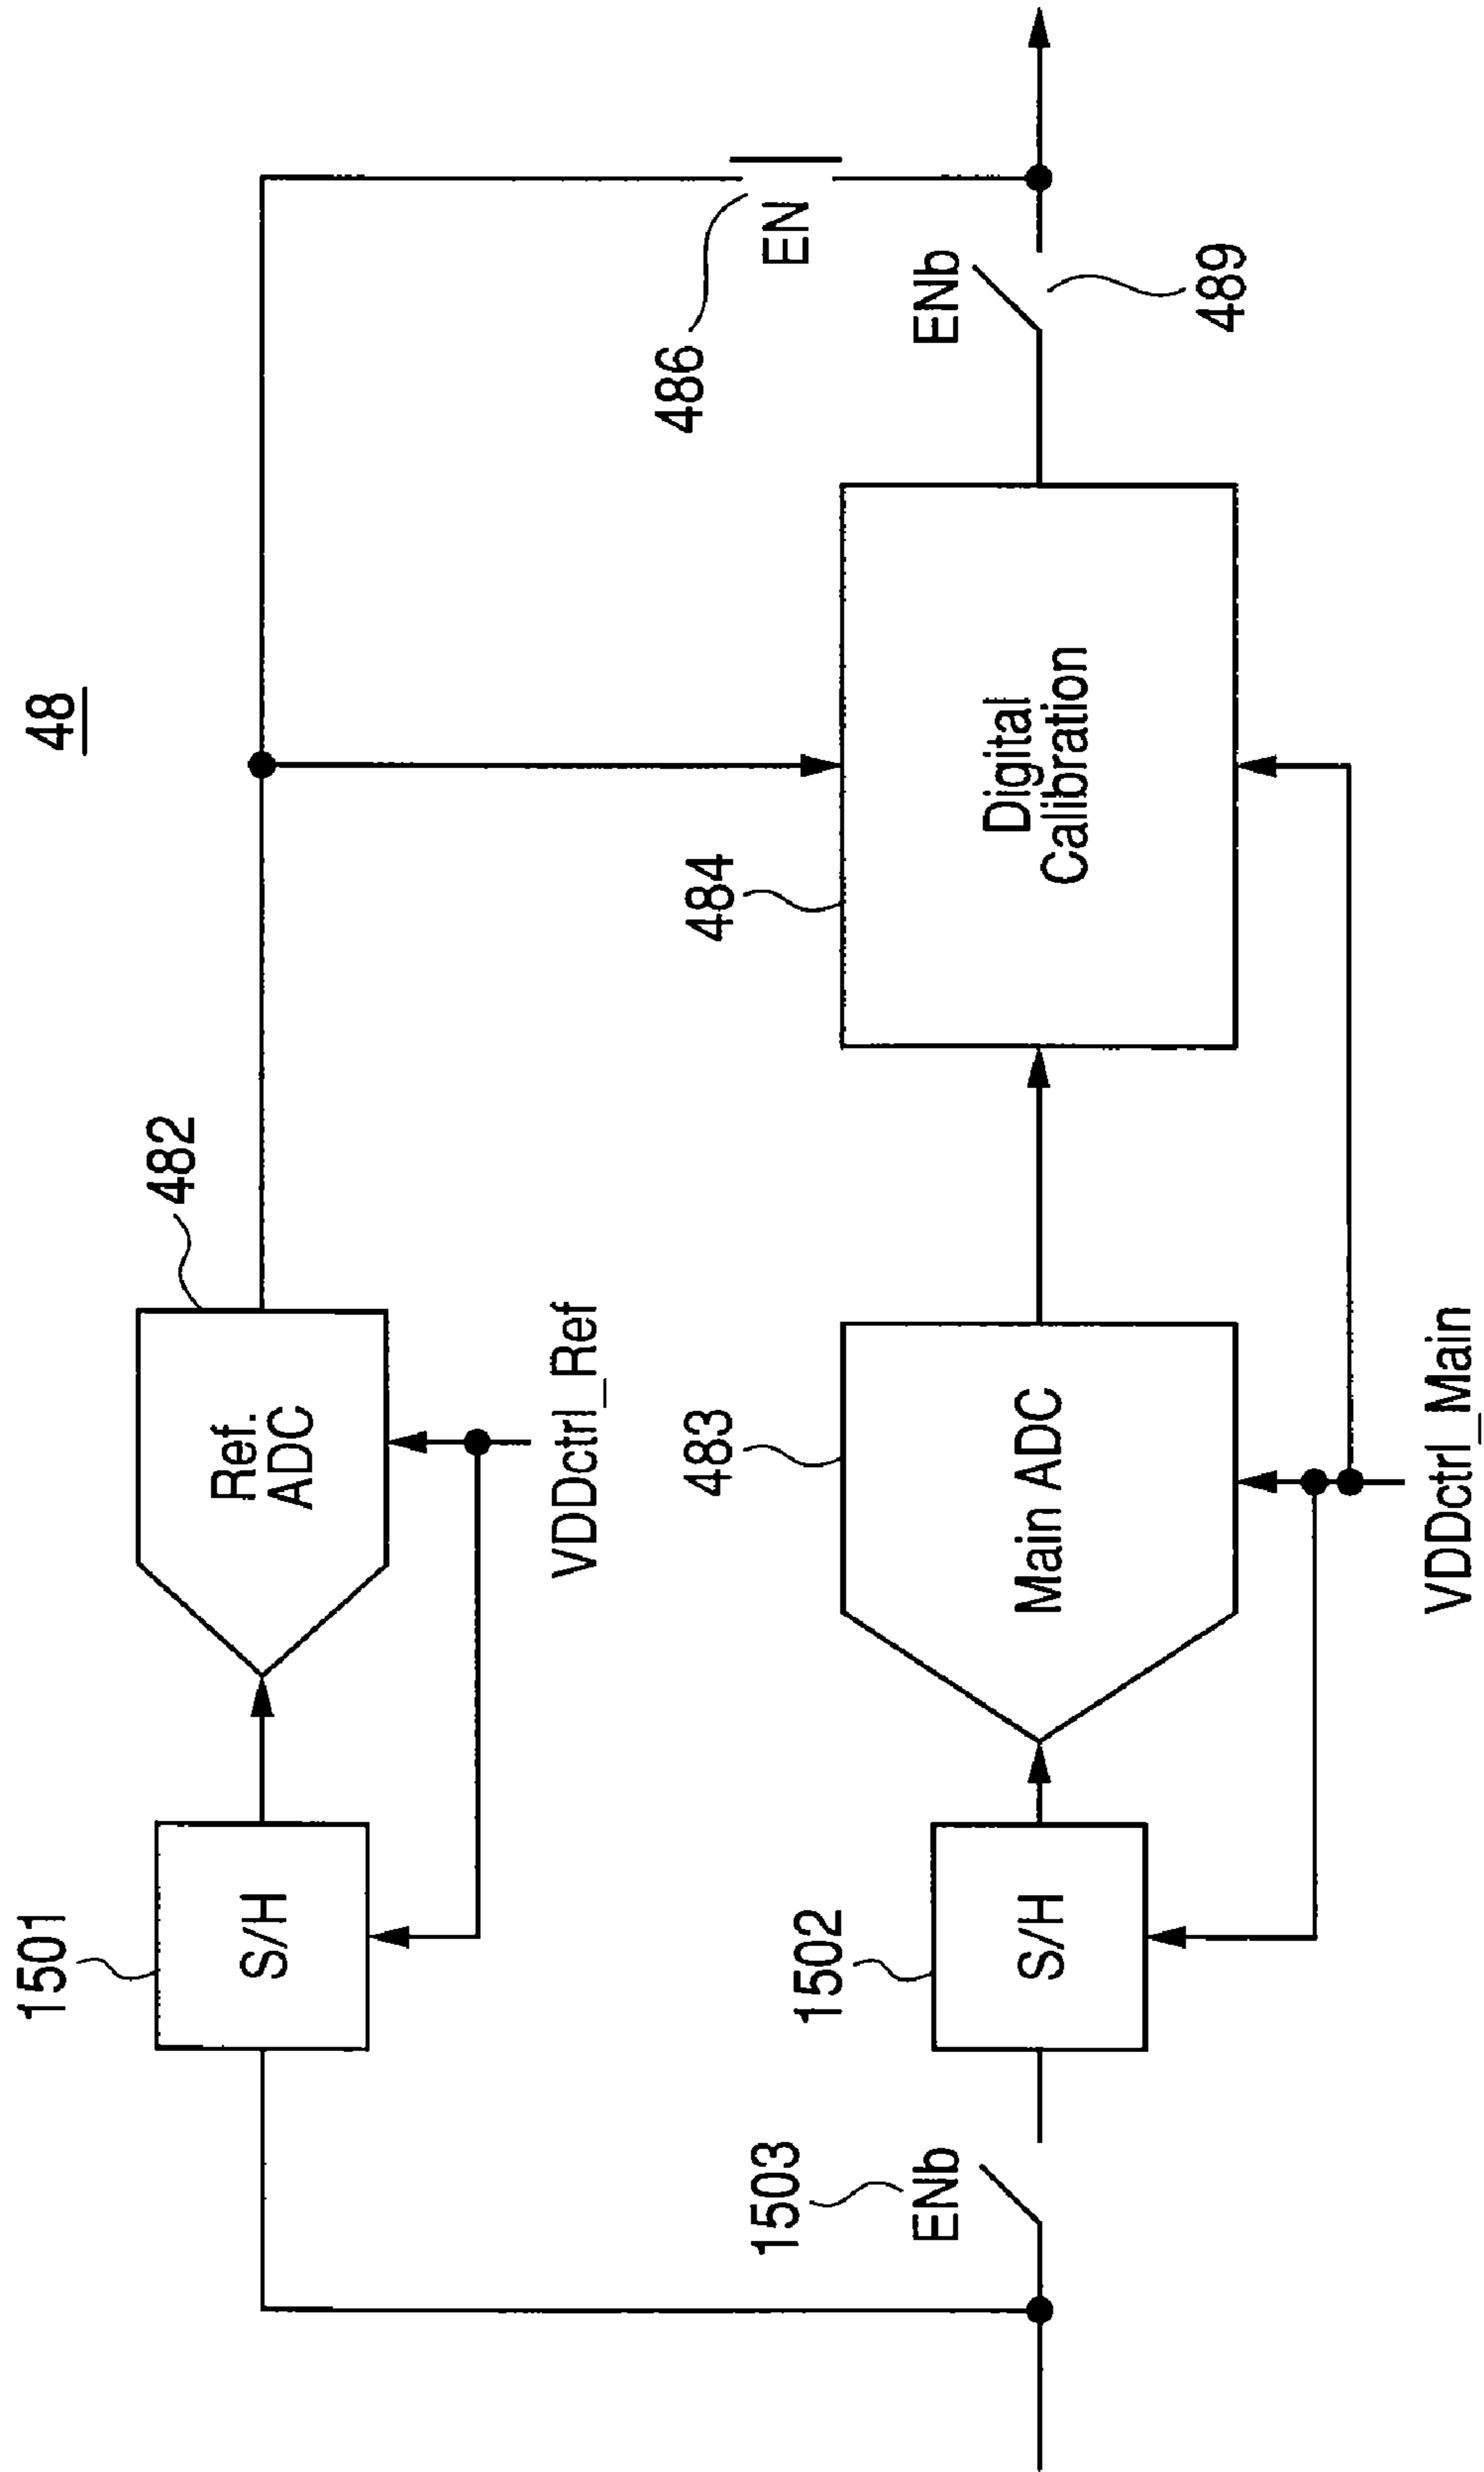 48
1501
S/H
482
Ref.
ADC
VDDctrl_Ref
486
EN
1503
ENb
1502
S/H
483
Main ADC
484
Digital
Calibration
ENb
489
VDDctrl_Main